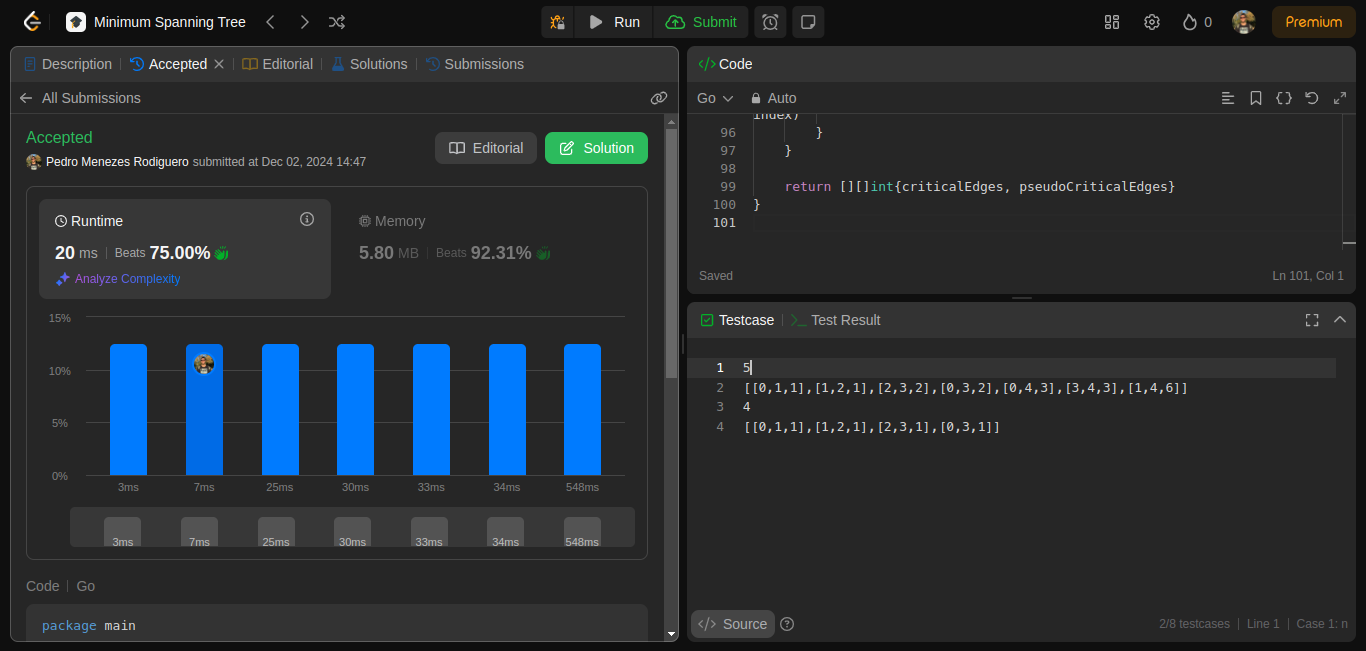 Minimum Spanning Tree
Run
Submit
0
Premium
Description
Accepted
Editorial
Solutions
Submissions
All Submissions
Accepted
Pedro Menezes Rodiguero submitted at Dec 02, 2024 14:47
Editorial
Solution
Runtime
20 ms
Beats 75.00%
Analyze Complexity
Memory
5.80 MB
Beats 92.31%
15%
10%
5%
0%
3ms 7ms 25ms 30ms 33ms 34ms 548ms
3ms 7ms 25ms 30ms 33ms 34ms 548ms
Code
Go
package main
</> Code
Go
Auto
index)
96 }
97 }
98
99 return [][]int{criticalEdges, pseudoCriticalEdges}
100 }
101
Saved
Ln 101, Col 1
Testcase
>_ Test Result
1 5
2 [[0,1,1],[1,2,1],[2,3,2],[0,3,2],[0,4,3],[3,4,3],[1,4,6]]
3 4
4 [[0,1,1],[1,2,1],[2,3,1],[0,3,1]]
</> Source
?
2/8 testcases
Line 1
Case 1: n